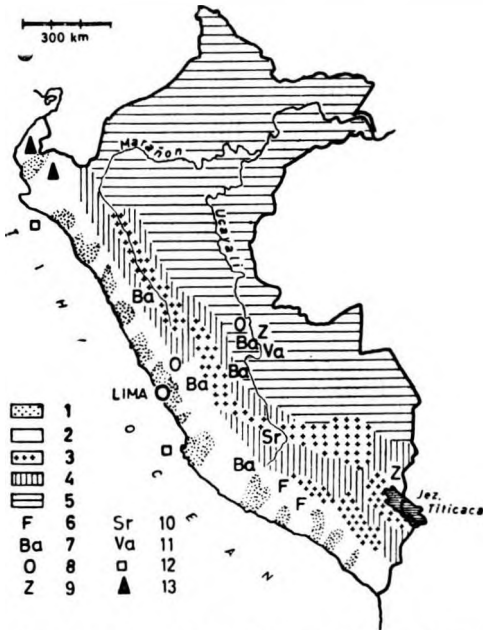 300 km
Marañon
Ucayali
T I H I
O C E A N
Ba
O
Z
Ba
Va
O
Ba
Ba
LIMA
Sr
Ba
Z
F
F
Jez.
Titicaca
1
2
3
4
5
F 6 Sr 10
Ba 7 Va 11
O 8 12
Z 9 13